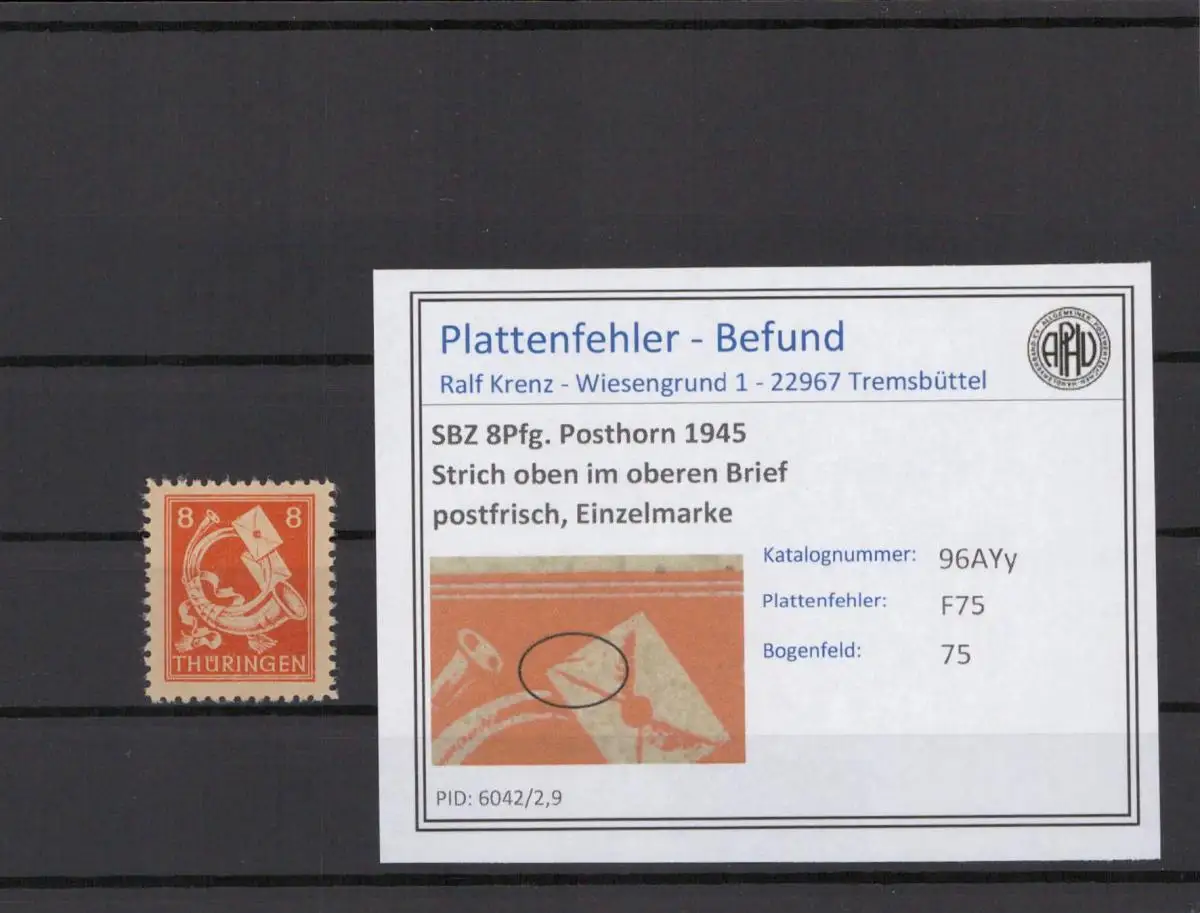 8 8
THÜRINGEN
Plattenfehler - Befund
Ralf Krenz - Wiesengrund 1 - 22967 Tremsbüttel
APHV
SBZ 8Pfg. Posthorn 1945
Strich oben im oberen Brief
postfrisch, Einzelmarke
Katalognummer: 96AYy
Plattenfehler: F75
Bogenfeld: 75
PID: 6042/2,9